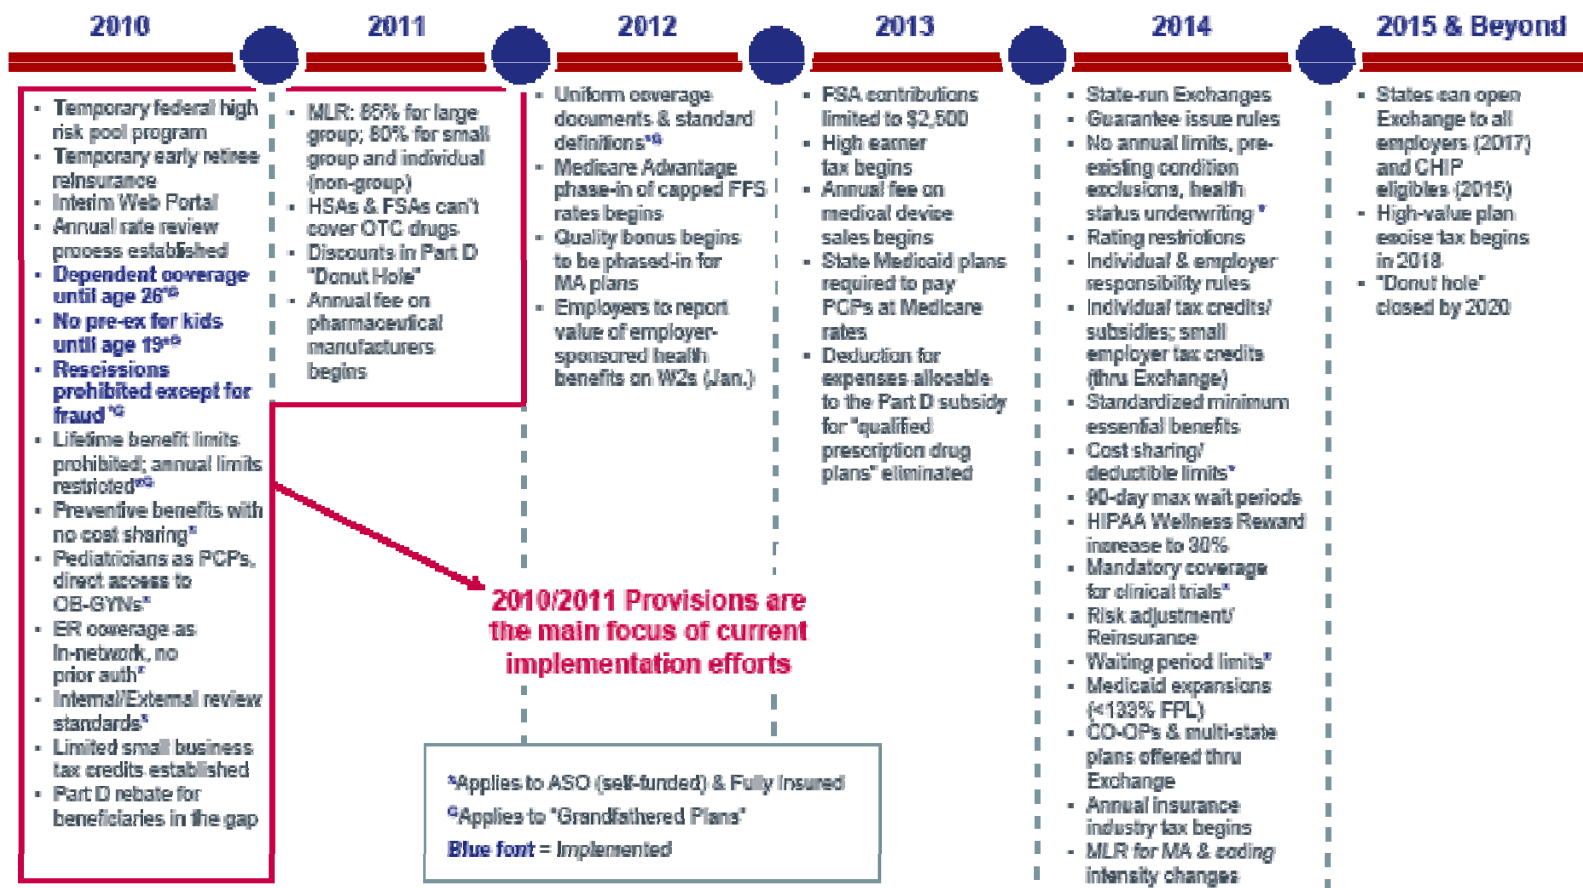 2010
2011
2012
2013
2014
2015 & Beyond
▪ Temporary federal high
risk pool program
▪ Temporary early retiree
reinsurance
▪ Interim Web Portal
▪ Annual rate review
process established
▪ Dependent coverage
until age 26*G
▪ No pre-ex for kids
until age 19*G
▪ Rescissions
prohibited except for
fraud *G
▪ Lifetime benefit limits
prohibited; annual limits
restricted*G
▪ Preventive benefits with
no cost sharing*
▪ Pediatricians as PCPs,
direct access to
OB-GYNs*
▪ ER coverage as
In-network, no
prior auth*
▪ Internal/External review
standards*
▪ Limited small business
tax credits established
▪ Part D rebate for
beneficiaries in the gap
▪ MLR: 85% for large
group; 80% for small
group and individual
(non-group)
▪ HSAs & FSAs can't
cover OTC drugs
▪ Discounts in Part D
"Donut Hole"
▪ Annual fee on
pharmaceutical
manufacturers
begins
▪ Uniform coverage
documents & standard
definitions*G
▪ Medicare Advantage
phase-in of capped FFS
rates begins
▪ Quality bonus begins
to be phased-in for
MA plans
▪ Employers to report
value of employer-
sponsored health
benefits on W2s (Jan.)
▪ FSA contributions
limited to $2,500
▪ High earner
tax begins
▪ Annual fee on
medical device
sales begins
▪ State Medicaid plans
required to pay
PCPs at Medicare
rates
▪ Deduction for
expenses allocable
to the Part D subsidy
for "qualified
prescription drug
plans" eliminated
▪ State-run Exchanges
▪ Guarantee issue rules
▪ No annual limits, pre-
existing condition
exclusions, health
status underwriting *
▪ Rating restrictions
▪ Individual & employer
responsibility rules
▪ Individual tax credits/
subsidies; small
employer tax credits
(thru Exchange)
▪ Standardized minimum
essential benefits
▪ Cost sharing/
deductible limits*
▪ 90-day max wait periods
▪ HIPAA Wellness Reward
increase to 30%
▪ Mandatory coverage
for clinical trials*
▪ Risk adjustment/
Reinsurance
▪ Waiting period limits*
▪ Medicaid expansions
(<133% FPL)
▪ CO-OPs & multi-state
plans offered thru
Exchange
▪ Annual insurance
industry tax begins
▪ MLR for MA & coding
intensity changes
▪ States can open
Exchange to all
employers (2017)
and CHIP
eligibles (2015)
▪ High-value plan
excise tax begins
in 2018
▪ "Donut hole"
closed by 2020
2010/2011 Provisions are
the main focus of current
implementation efforts
*Applies to ASO (self-funded) & Fully Insured
GApplies to "Grandfathered Plans"
Blue font = Implemented